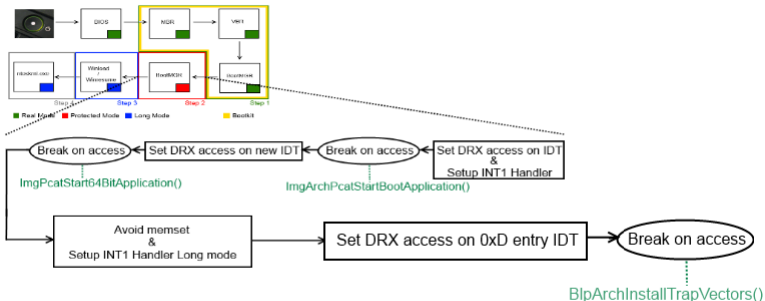 BIOS
MBR
VBR
Bootmgr
BootMGR
Winload
Winresume
Step 3
Step 2
Step 1
Real Mode
Protected Mode
Long Mode
Bootkit
Break on access
Set DRX access on new IDT
Break on access
Set DRX access on IDT
&
Setup INT1 Handler
ImgPcatStart64BitApplication()
ImgArchPcatStartBootApplication()
Avoid memset
&
Setup INT1 Handler Long mode
Set DRX access on 0xD entry IDT
Break on access
BlpArchInstallTrapVectors()